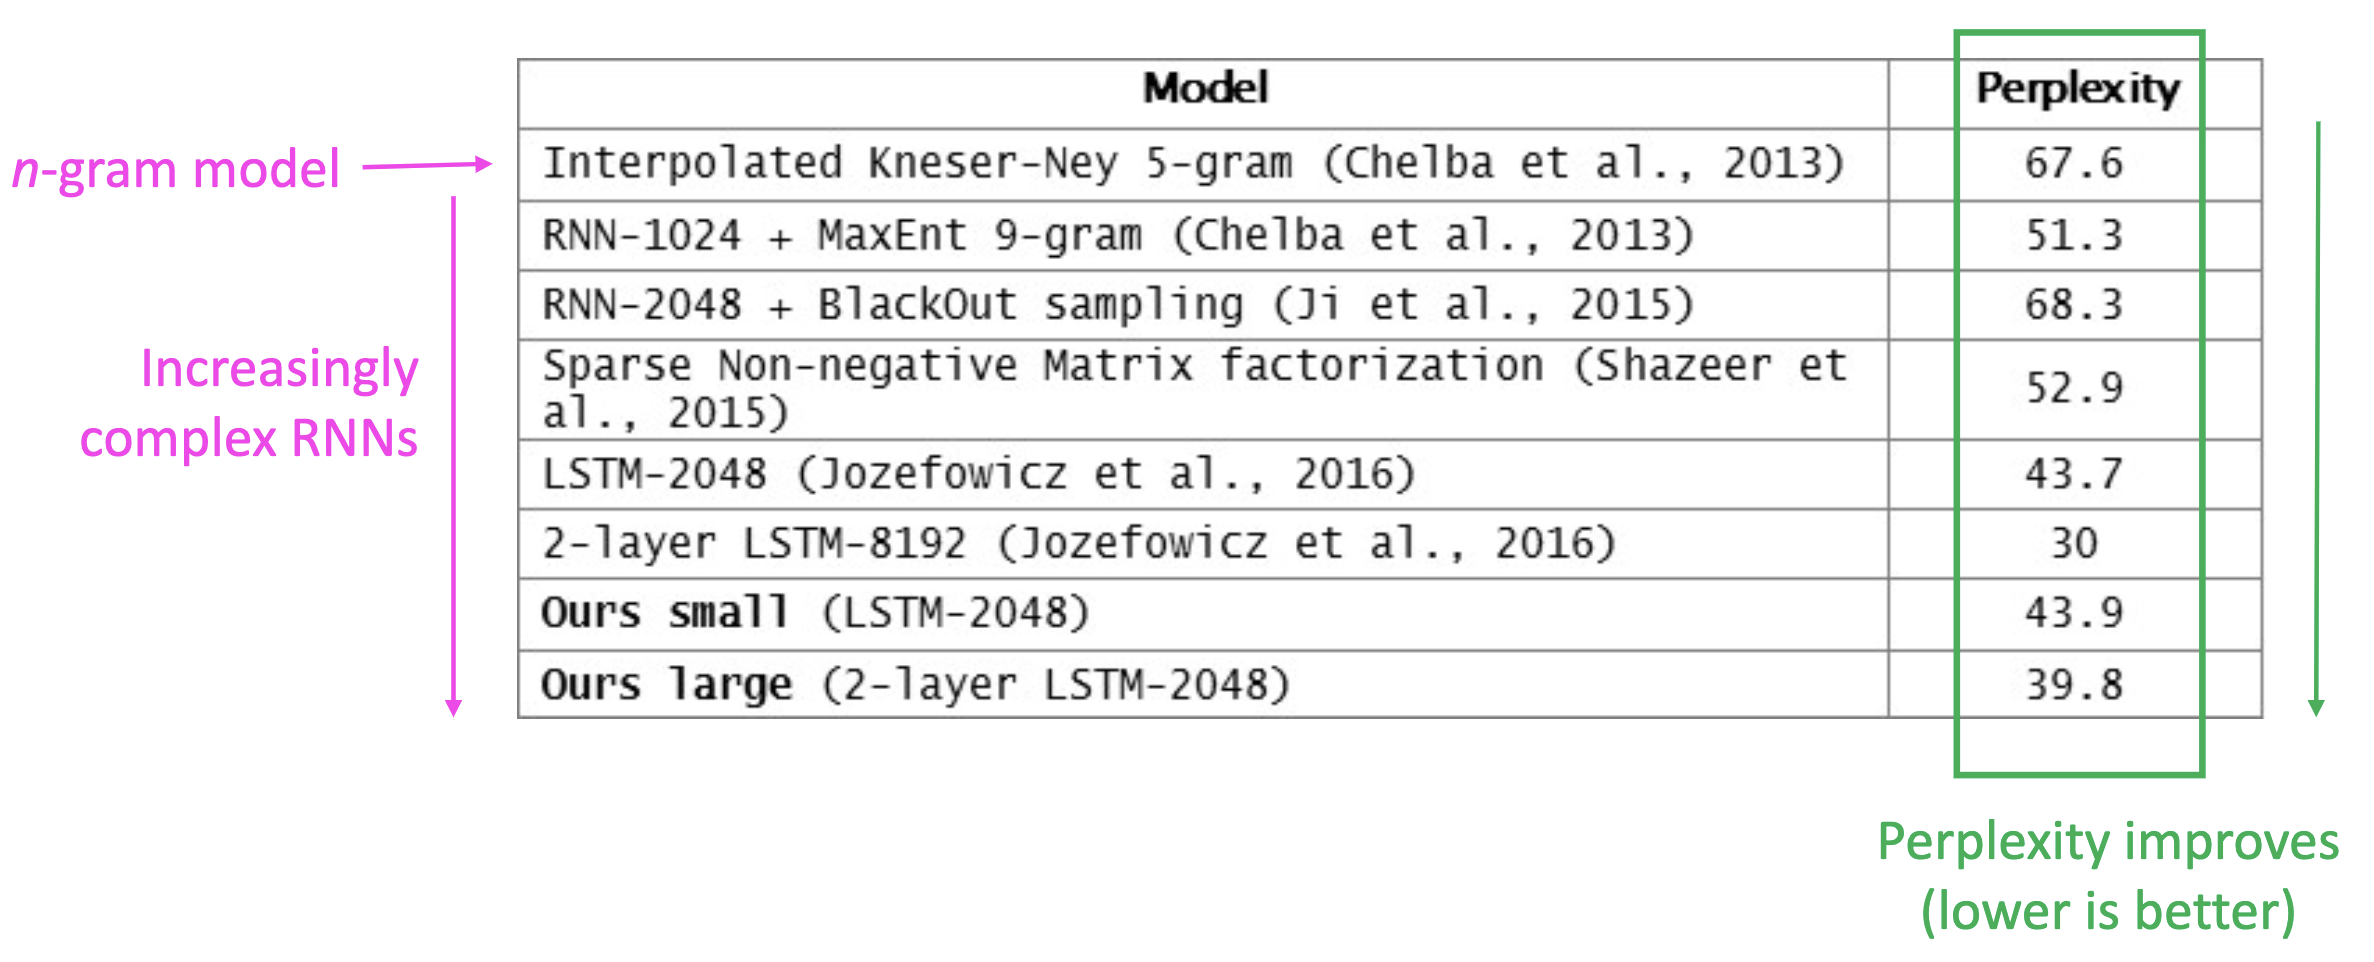 Model Perplexity
n-gram model
Interpolated Kneser-Ney 5-gram (Chelba et al., 2013) 67.6
RNN-1024 + MaxEnt 9-gram (Chelba et al., 2013) 51.3
RNN-2048 + BlackOut sampling (Ji et al., 2015) 68.3
Increasingly
complex RNNs
Sparse Non-negative Matrix factorization (Shazeer et
al., 2015) 52.9
LSTM-2048 (Jozefowicz et al., 2016) 43.7
2-layer LSTM-8192 (Jozefowicz et al., 2016) 30
Ours small (LSTM-2048) 43.9
Ours large (2-layer LSTM-2048) 39.8
Perplexity improves
(lower is better)